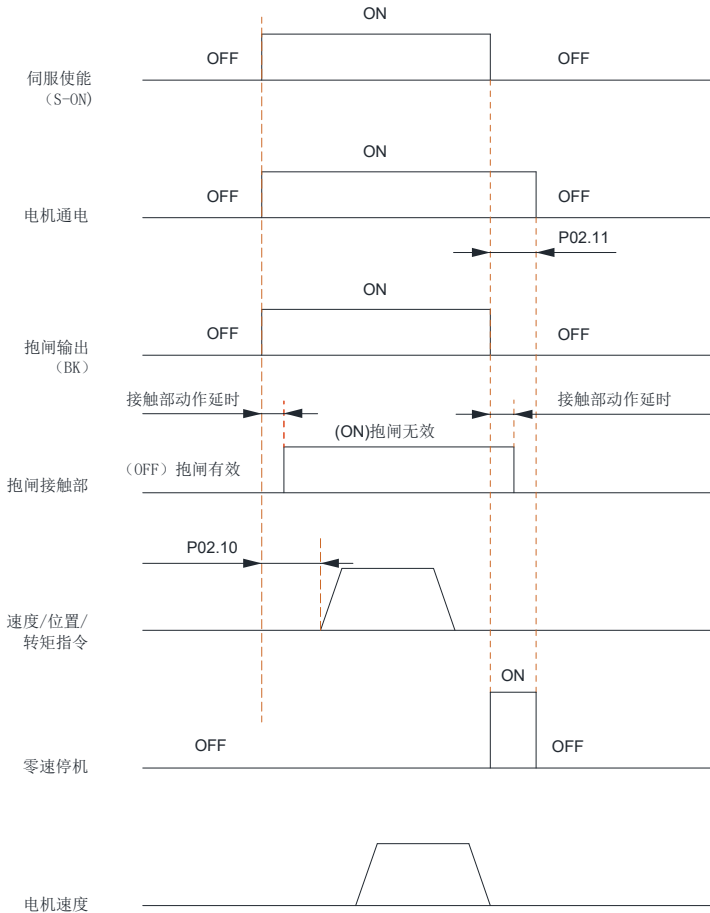 ON
OFF
OFF
伺服使能
（S-ON)
ON
OFF
OFF
电机通电
P02.11
ON
OFF
OFF
抱闸输出
（BK）
接触部动作延时
接触部动作延时
(ON)抱闸无效
（OFF）抱闸有效
抱闸接触部
P02.10
速度/位置/
转矩指令
ON
OFF
OFF
零速停机
电机速度